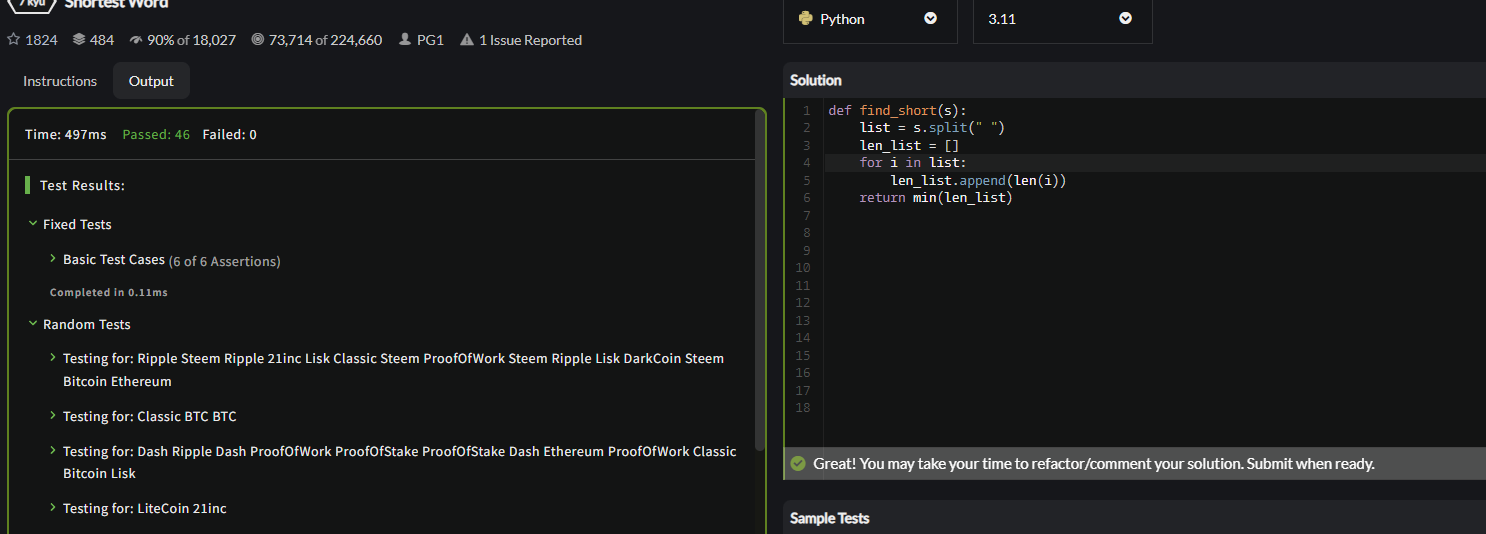 7 kyu Shortest Word
1824 484 90% of 18,027 73,714 of 224,660 PG1 1 Issue Reported
Instructions Output
Time: 497ms Passed: 46 Failed: 0
Test Results:
Fixed Tests
Basic Test Cases (6 of 6 Assertions)
Completed in 0.11ms
Random Tests
Testing for: Ripple Steem Ripple 21inc Lisk Classic Steem ProofOfWork Steem Ripple Lisk DarkCoin Steem
Bitcoin Ethereum
Testing for: Classic BTC BTC
Testing for: Dash Ripple Dash ProofOfWork ProofOfStake ProofOfStake Dash Ethereum ProofOfWork Classic
Bitcoin Lisk
Testing for: LiteCoin 21inc
Python 3.11
Solution
1 def find_short(s):
2     list = s.split(" ")
3     len_list = []
4     for i in list:
5         len_list.append(len(i))
6     return min(len_list)
7
8
9
10
11
12
13
14
15
16
17
18
Great! You may take your time to refactor/comment your solution. Submit when ready.
Sample Tests